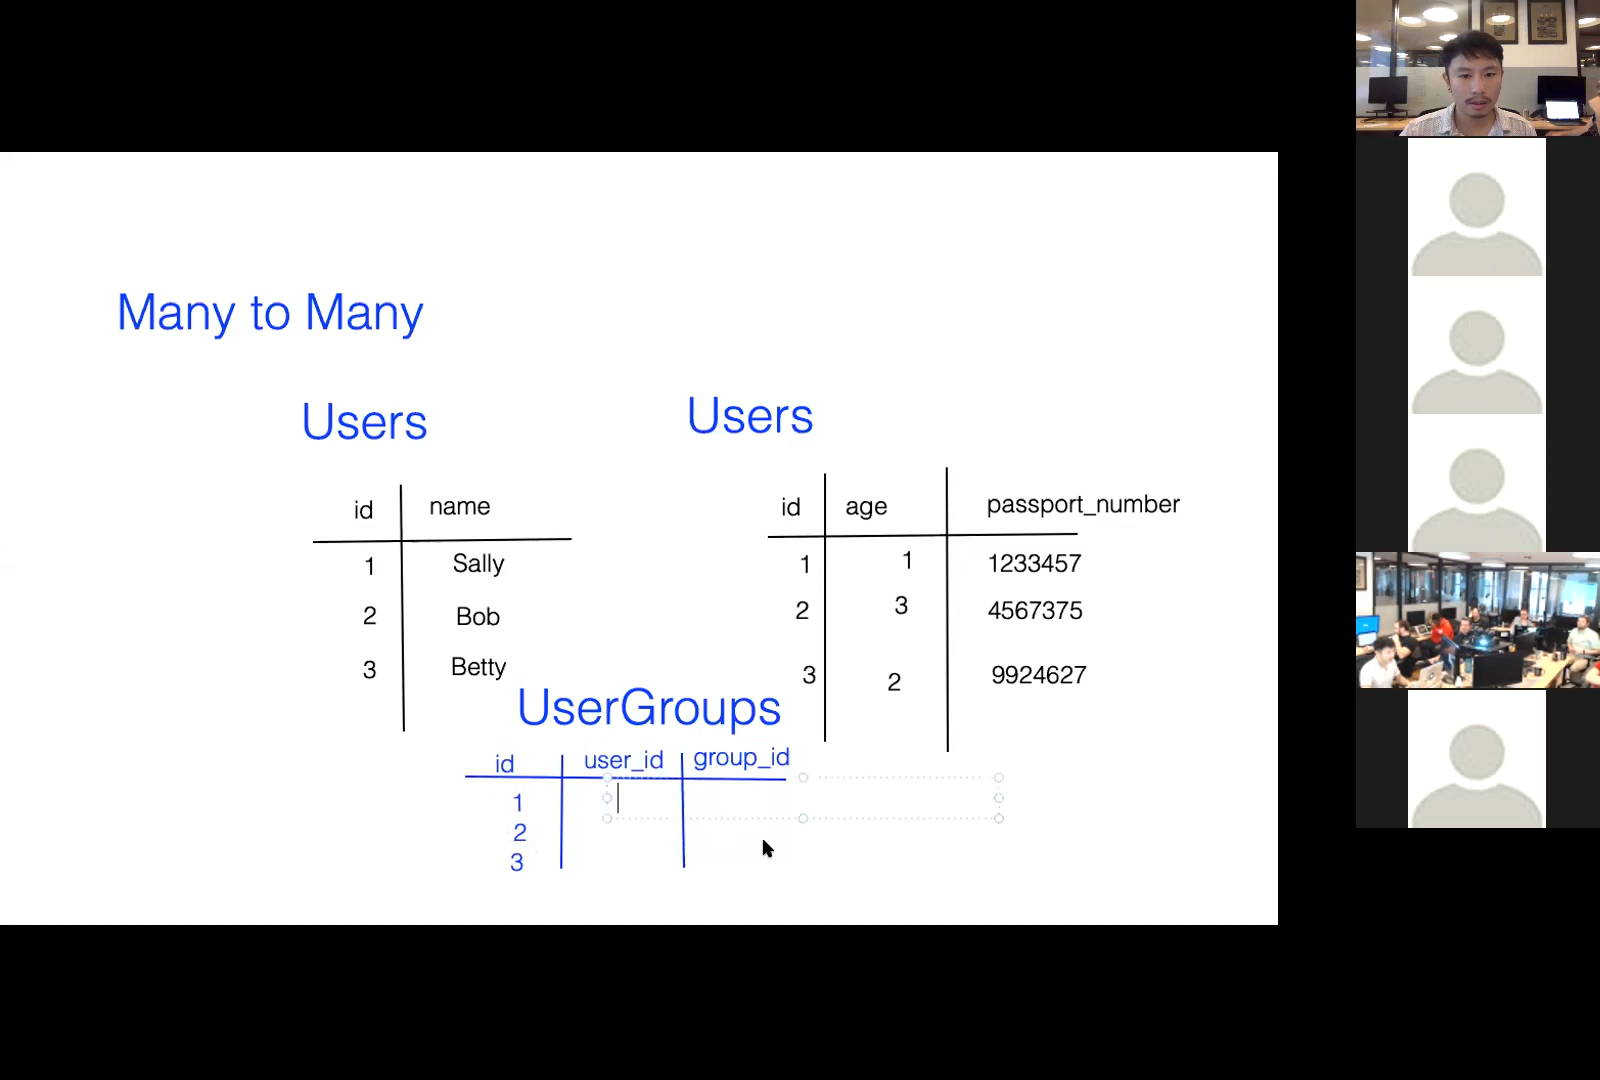 Many to Many
Users
id name
1 Sally
2 Bob
3 Betty
Users
id age passport_number
1 1 1233457
2 3 4567375
3 2 9924627
UserGroups
id user_id group_id
1
2
3